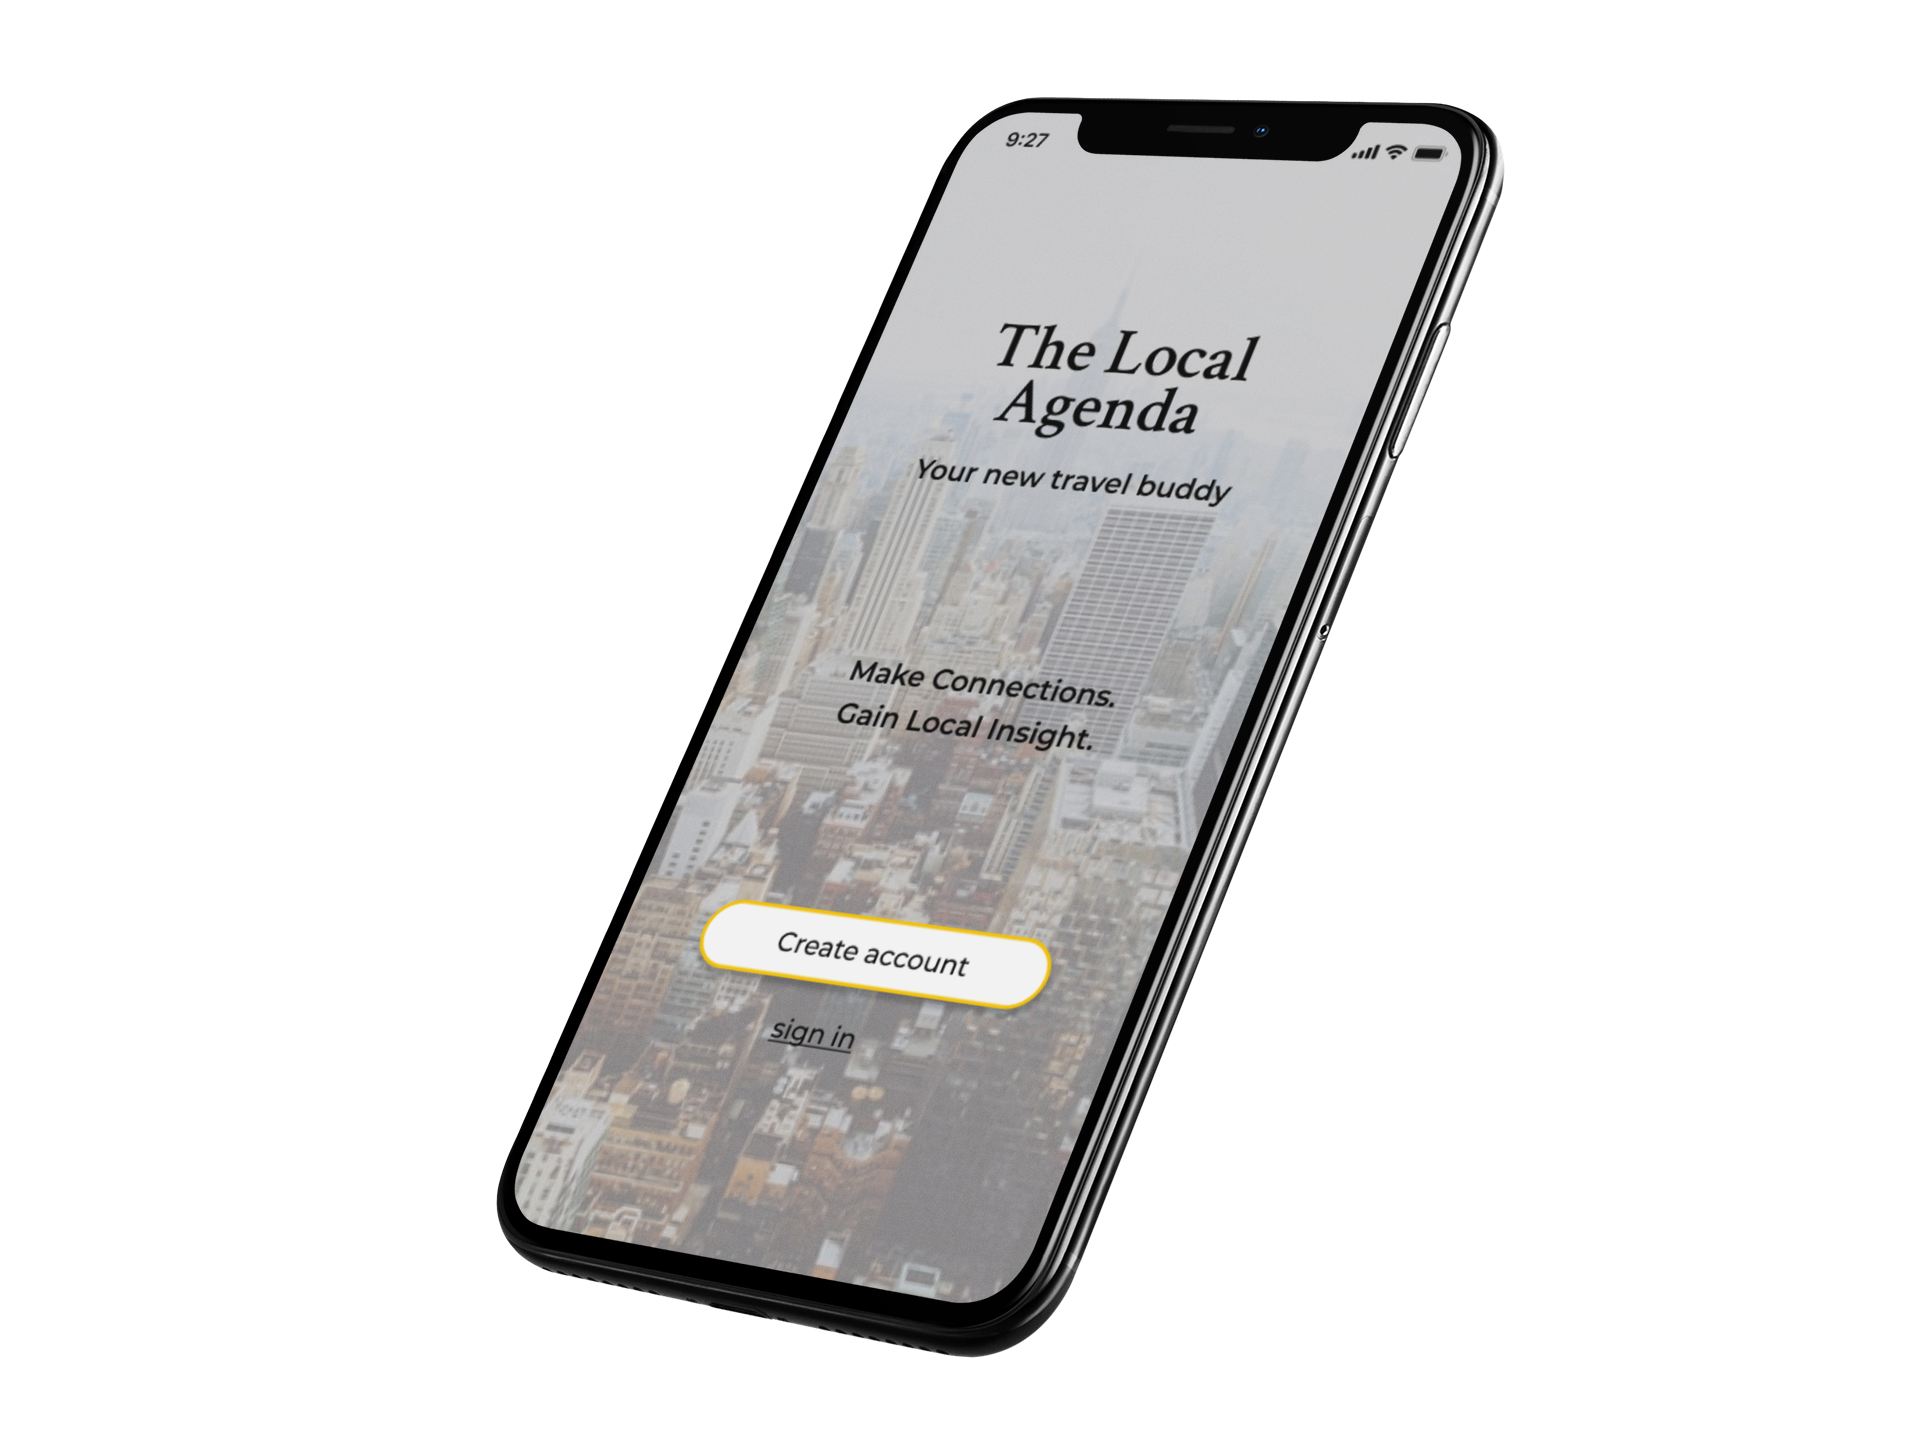 9:27
The Local
Agenda
Your new travel buddy
Make Connections.
Gain Local Insight.
Create account
sign in